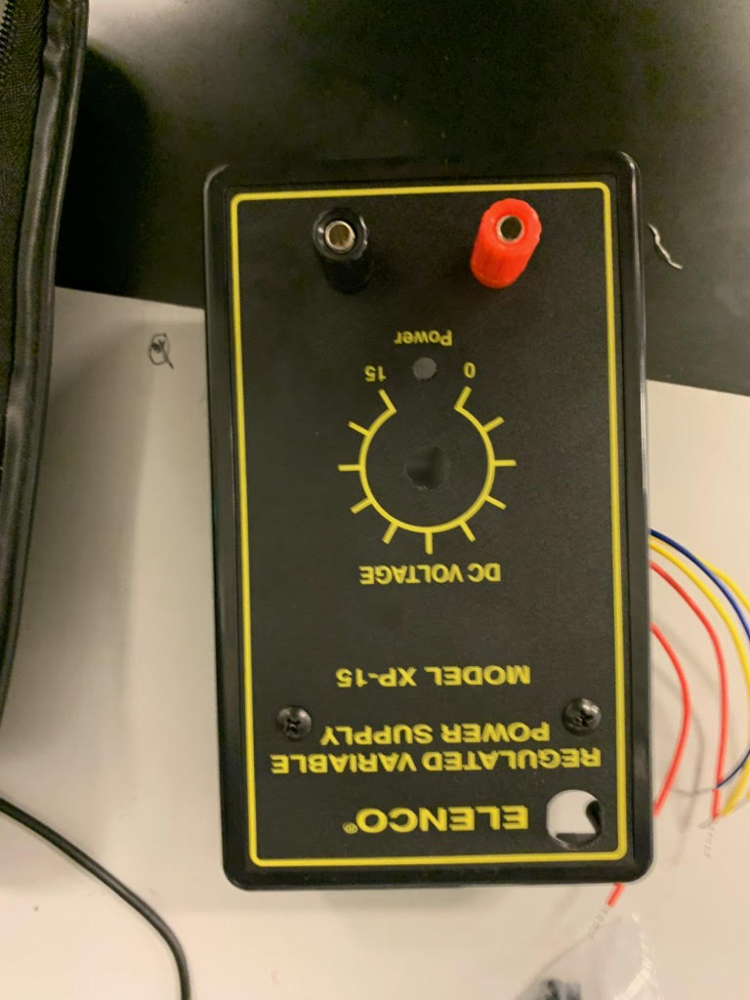 ELENCO®
REGULATED VARIABLE
POWER SUPPLY
MODEL XP-15
DC VOLTAGE
0 15
Power